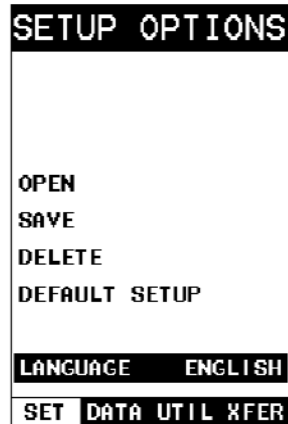 SETUP OPTIONS
OPEN
SAVE
DELETE
DEFAULT SETUP
LANGUAGE ENGLISH
SET DATA UTIL XFER